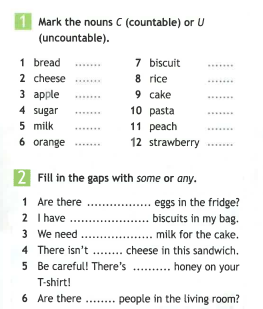 1 Mark the nouns C (countable) or U
(uncountable).
1 bread ....... 7 biscuit .......
2 cheese ....... 8 rice .......
3 apple ....... 9 cake .......
4 sugar ....... 10 pasta .......
5 milk ....... 11 peach .......
6 orange ....... 12 strawberry .......
2 Fill in the gaps with some or any.
1 Are there ................. eggs in the fridge?
2 I have ..................... biscuits in my bag.
3 We need ................... milk for the cake.
4 There isn't ........ cheese in this sandwich.
5 Be careful! There's .......... honey on your
T-shirt!
6 Are there ........ people in the living room?